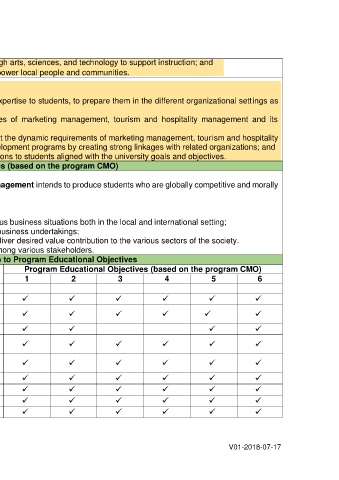 gh arts, sciences, and technology to support instruction; and
power local people and communities.
xpertise to students, to prepare them in the different organizational settings as
es of marketing management, tourism and hospitality management and its
t the dynamic requirements of marketing management, tourism and hospitality
elopment programs by creating strong linkages with related organizations; and
ons to students aligned with the university goals and objectives.
s (based on the program CMO)
nagement intends to produce students who are globally competitive and morally
us business situations both in the local and international setting;
business undertakings;
liver desired value contribution to the various sectors of the society.
mong various stakeholders.
to Program Educational Objectives
Program Educational Objectives (based on the program CMO)
1 2 3 4 5 6
✓ ✓ ✓ ✓ ✓ ✓
✓ ✓ ✓ ✓ ✓ ✓
✓ ✓ ✓ ✓
✓ ✓ ✓ ✓ ✓ ✓
✓ ✓ ✓ ✓ ✓ ✓
✓ ✓ ✓ ✓ ✓ ✓
✓ ✓ ✓ ✓ ✓ ✓
✓ ✓ ✓ ✓ ✓ ✓
✓ ✓ ✓ ✓ ✓ ✓
V01-2018-07-17